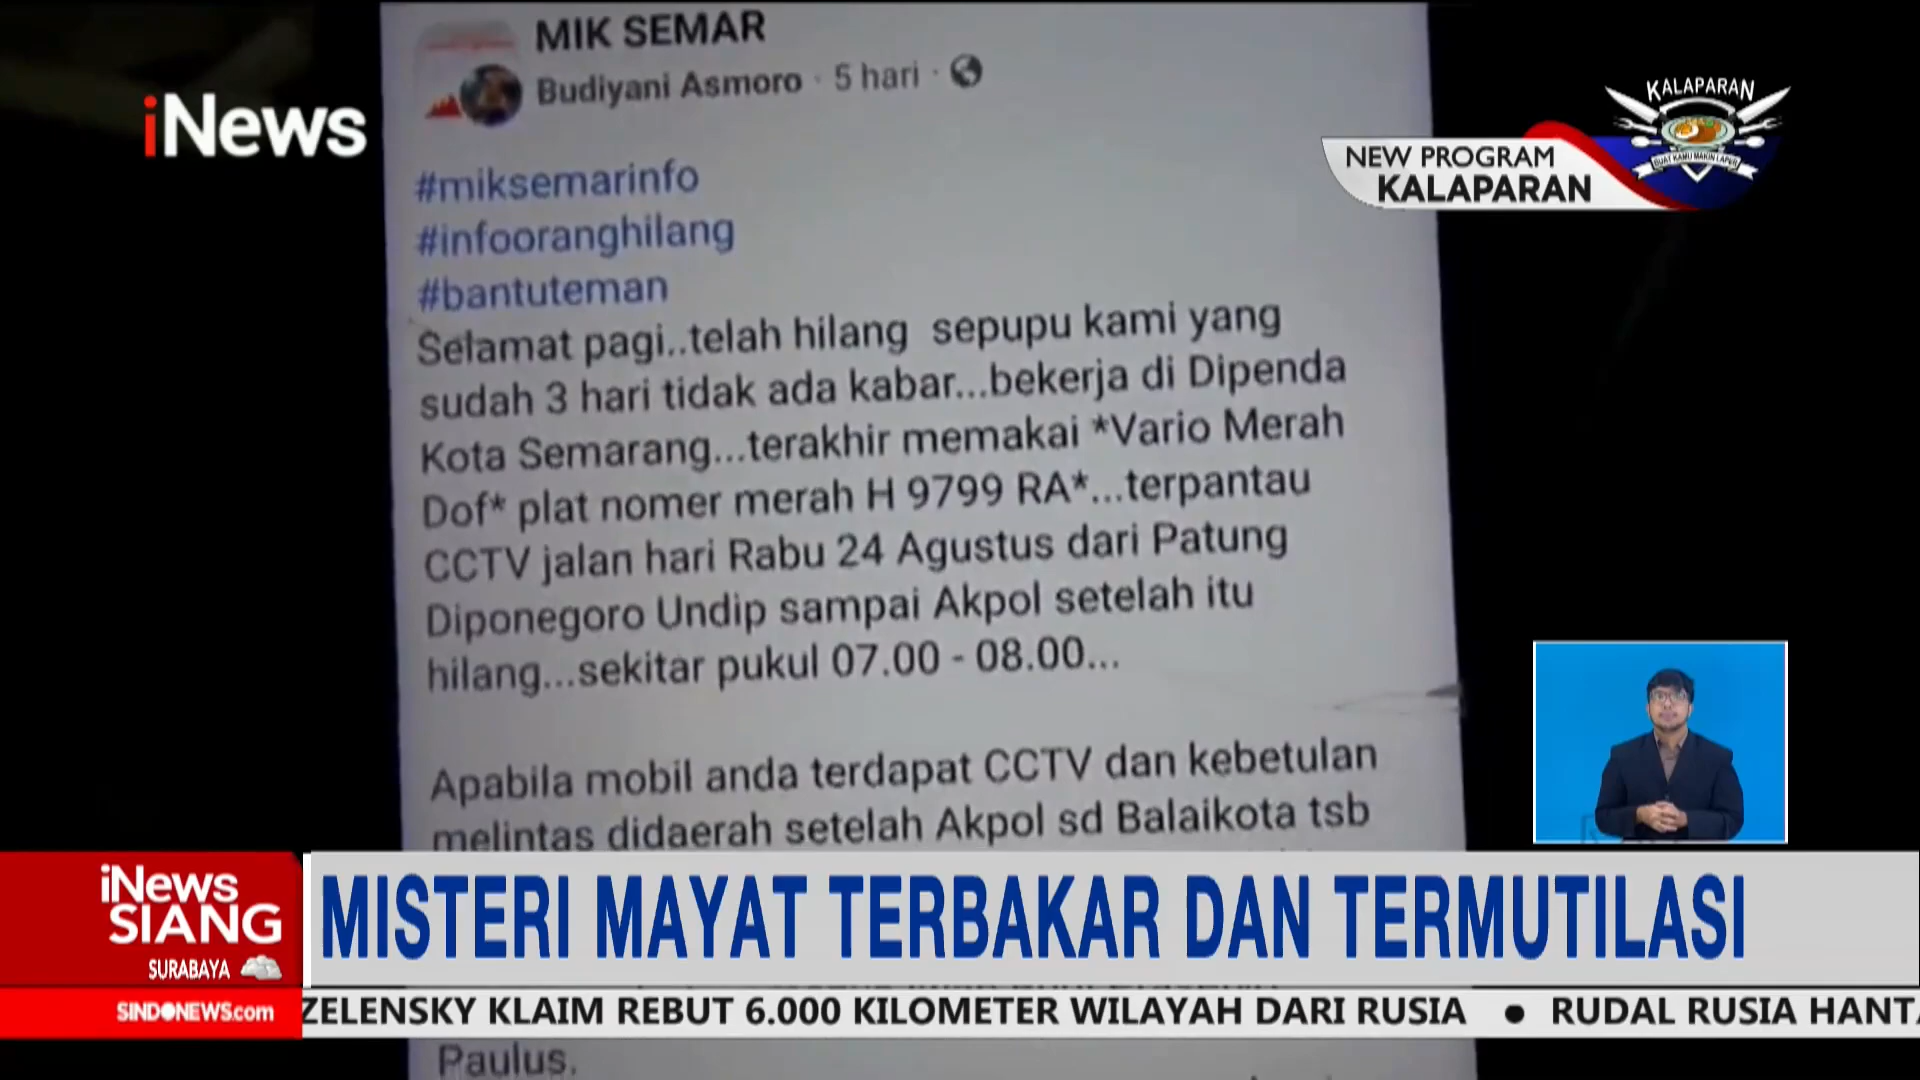 MIK SEMAR
Budiyani Asmoro · 5 hari ·
iNews
KALAPARAN
BUAT KAMU MAKIN LAPER
NEW PROGRAM
KALAPARAN
#miksemarinfo
#infooranghilang
#bantuteman
Selamat pagi..telah hilang sepupu kami yang
sudah 3 hari tidak ada kabar...bekerja di Dipenda
Kota Semarang...terakhir memakai *Vario Merah
Dof* plat nomer merah H 9799 RA*...terpantau
CCTV jalan hari Rabu 24 Agustus dari Patung
Diponegoro Undip sampai Akpol setelah itu
hilang...sekitar pukul 07.00 - 08.00...
Apabila mobil anda terdapat CCTV dan kebetulan
melintas didaerah setelah Akpol sd Balaikota tsb
iNews
SIANG
SURABAYA
MISTERI MAYAT TERBAKAR DAN TERMUTILASI
SINDONEWS.com
ZELENSKY KLAIM REBUT 6.000 KILOMETER WILAYAH DARI RUSIA ● RUDAL RUSIA HANTA
Paulus.